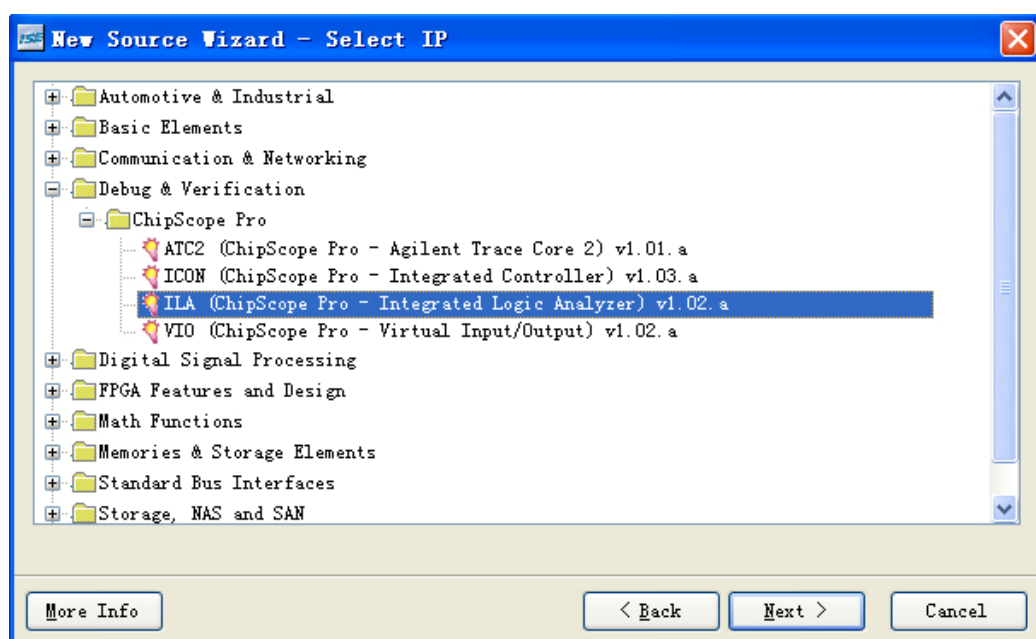 ISE New Source Wizard - Select IP
Automotive & Industrial
Basic Elements
Communication & Networking
Debug & Verification
ChipScope Pro
ATC2 (ChipScope Pro - Agilent Trace Core 2) v1.01.a
ICON (ChipScope Pro - Integrated Controller) v1.03.a
ILA (ChipScope Pro - Integrated Logic Analyzer) v1.02.a
VIO (ChipScope Pro - Virtual Input/Output) v1.02.a
Digital Signal Processing
FPGA Features and Design
Math Functions
Memories & Storage Elements
Standard Bus Interfaces
Storage, NAS and SAN
More Info < Back Next > Cancel